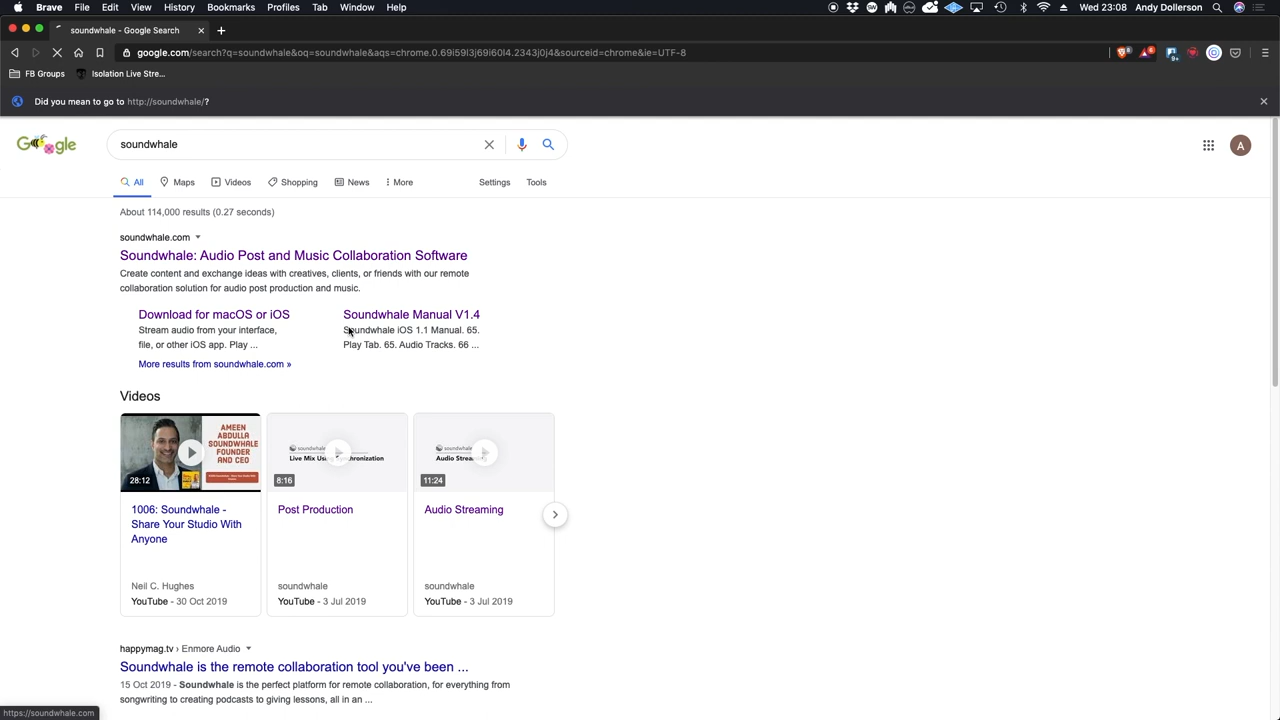 Brave File Edit View History Bookmarks Profiles Tab Window Help Wed 23:08 Andy Dollerson
soundwhale - Google Search
google.com/search?q=soundwhale&oq=soundwhale&aqs=chrome.0.69i59l3j69i60l4.2343j0j4&sourceid=chrome&ie=UTF-8
FB Groups Isolation Live Stre...
Did you mean to go to http://soundwhale/?
Google
soundwhale
A
All Maps Videos Shopping News More Settings Tools
About 114,000 results (0.27 seconds)
soundwhale.com
Soundwhale: Audio Post and Music Collaboration Software
Create content and exchange ideas with creatives, clients, or friends with our remote
collaboration solution for audio post production and music.
Download for macOS or iOS
Stream audio from your interface,
file, or other iOS app. Play ...
Soundwhale Manual V1.4
Soundwhale iOS 1.1 Manual. 65.
Play Tab. 65. Audio Tracks. 66 ...
More results from soundwhale.com »
Videos
AMEEN
ABDULLA
SOUNDWHALE
FOUNDER
AND CEO
28:12
1006: Soundwhale -
Share Your Studio With
Anyone
Neil C. Hughes
YouTube - 30 Oct 2019
soundwhale
8:16
Post Production
soundwhale
YouTube - 3 Jul 2019
soundwhale
11:24
Audio Streaming
soundwhale
YouTube - 3 Jul 2019
happymag.tv › Enmore Audio
Soundwhale is the remote collaboration tool you've been ...
15 Oct 2019 - Soundwhale is the perfect platform for remote collaboration, for everything from
songwriting to creating podcasts to giving lessons, all in an ...
https://soundwhale.com